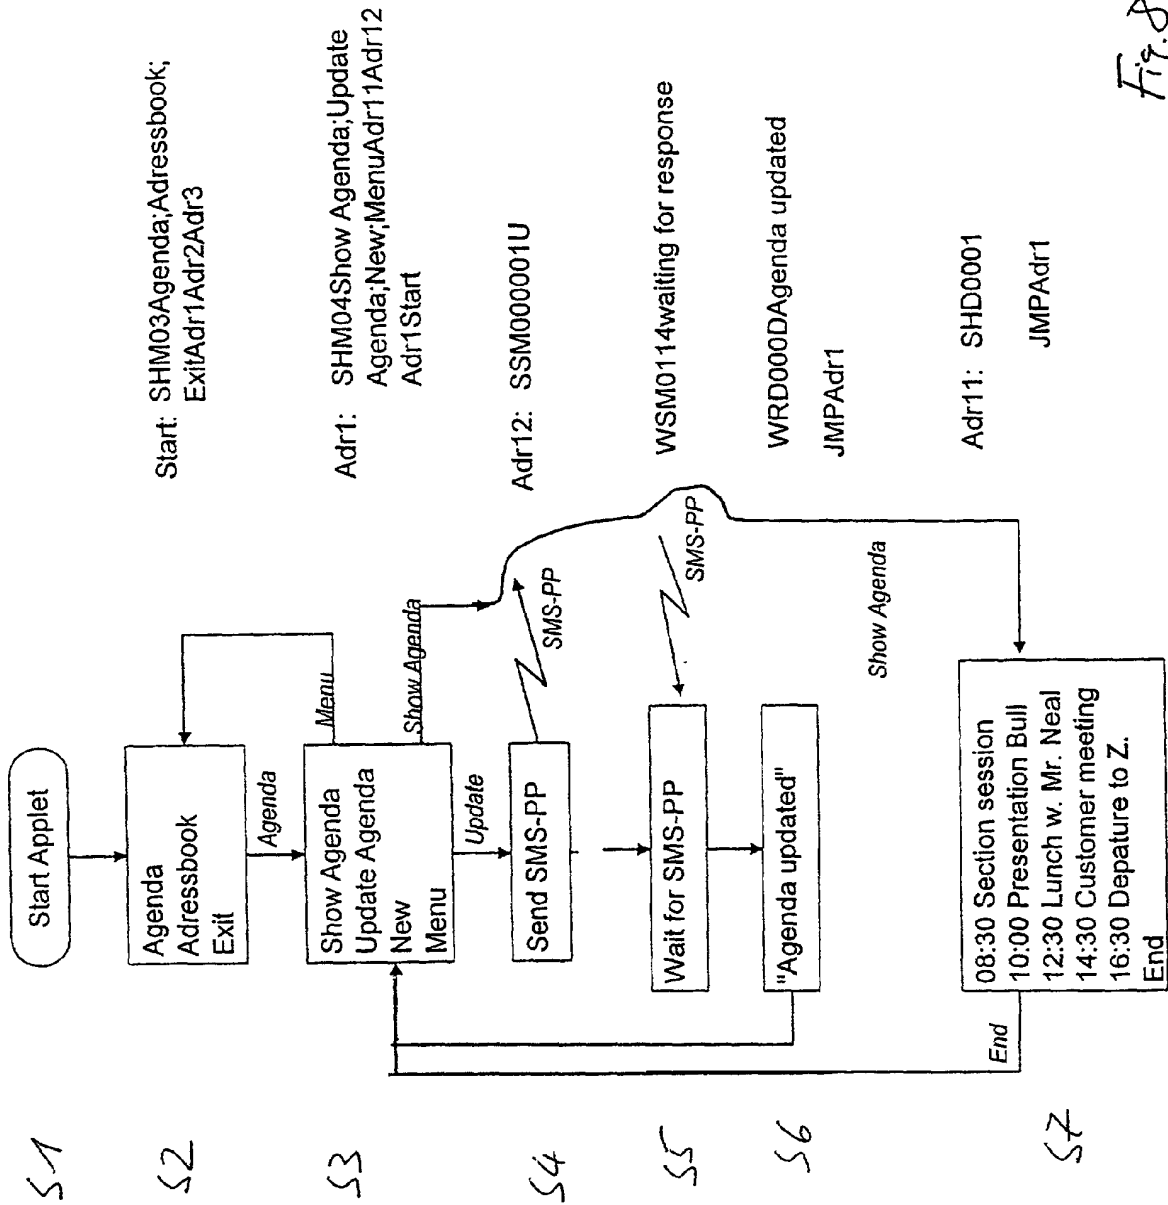 S1
Start Applet
S2
Agenda
Adressbook
Exit
Start: SHM03Agenda;Adressbook;
ExitAdr1Adr2Adr3
Agenda
Menu
S3
Show Agenda
Update Agenda
New
Menu
Adr1: SHM04Show Agenda;Update
Agenda;New;MenuAdr11Adr12
Adr1Start
Show Agenda
Update
S4
Send SMS-PP
SMS-PP
Adr12: SSM000001U
S5
Wait for SMS-PP
SMS-PP
WSM0114waiting for response
S6
"Agenda updated"
WRD000DAgenda updated
JMPAdr1
Show Agenda
End
S7
08:30 Section session
10:00 Presentation Bull
12:30 Lunch w. Mr. Neal
14:30 Customer meeting
16:30 Depature to Z.
End
Adr11: SHD0001
JMPAdr1
Fig. 8